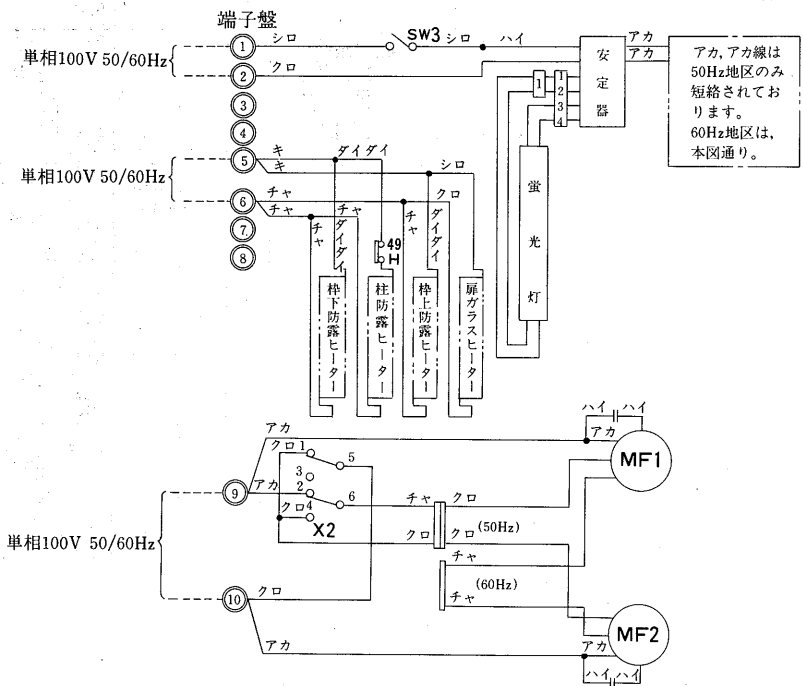 端子盤
単相100V 50/60Hz
1
シロ
SW3
シロ
ハイ
2
クロ
安定器
アカ
アカ
アカ,アカ線は
50Hz地区のみ
短絡されてお
ります。
60Hz地区は,
本図通り。
1
1
2
3
4
蛍光灯
3
4
単相100V 50/60Hz
5
キ
キ
ダイダイ
シロ
6
チャ
チャ
チャ
クロ
7
8
チャ
ダイダイ
49
H
チャ
ダイダイ
枠下防露ヒーター
柱防露ヒーター
枠上防露ヒーター
扉ガラスヒーター
ハイ
ハイ
アカ
アカ
MF1
クロ
1
5
3
9
アカ
2
6
チャ
クロ
クロ
4
X2
クロ
クロ
(50Hz)
単相100V 50/60Hz
チャ
(60Hz)
チャ
10
クロ
アカ
アカ
MF2
ハイ
ハイ